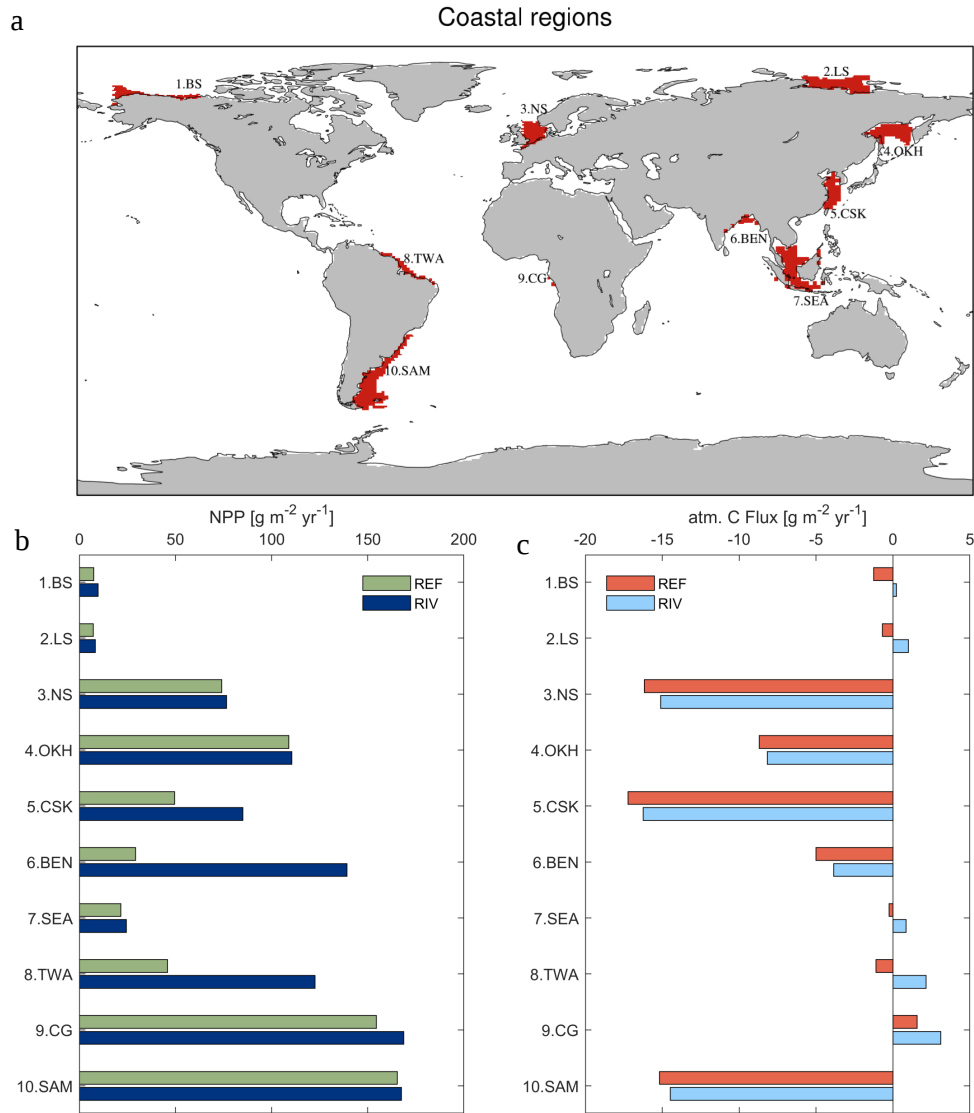 a
Coastal regions
1.BS
2.LS
3.NS
4.OKH
5.CSK
6.BEN
7.SEA
8.TWA
9.CG
10.SAM
b
NPP [g m-2 yr-1]
0 50 100 150 200
REF
RIV
1.BS
2.LS
3.NS
4.OKH
5.CSK
6.BEN
7.SEA
8.TWA
9.CG
10.SAM
c
atm. C Flux [g m-2 yr-1]
-20 -15 -10 -5 0 5
REF
RIV
1.BS
2.LS
3.NS
4.OKH
5.CSK
6.BEN
7.SEA
8.TWA
9.CG
10.SAM